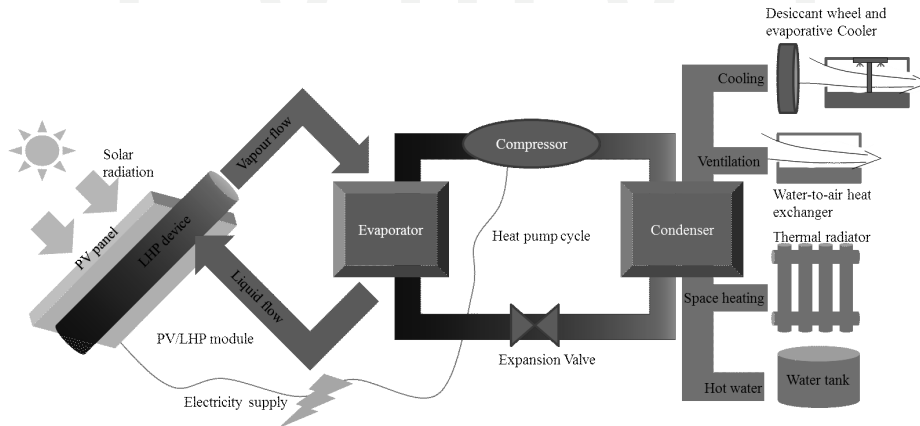 Desiccant wheel and
evaporative Cooler
Cooling
Solar
radiation
Vapour flow
Compressor
Ventilation
Water-to-air heat
exchanger
PV panel
LHP device
Evaporator
Heat pump cycle
Condenser
Thermal radiator
Liquid flow
Space heating
PV/LHP module
Expansion Valve
Electricity supply
Hot water
Water tank